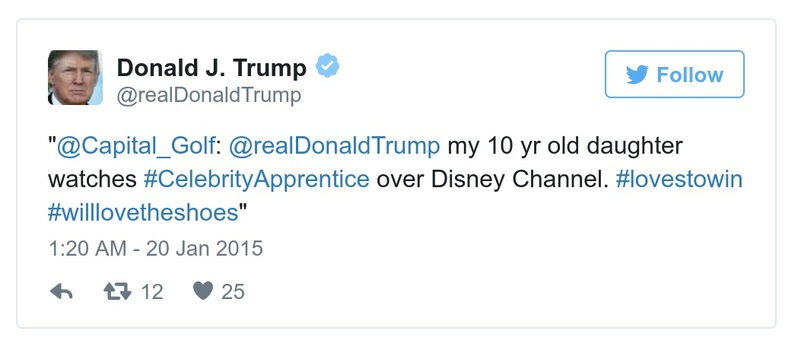 Donald J. Trump
@realDonaldTrump
Follow
"@Capital_Golf: @realDonaldTrump my 10 yr old daughter
watches #CelebrityApprentice over Disney Channel. #lovestowin
#willlovetheshoes"
1:20 AM - 20 Jan 2015
12 25